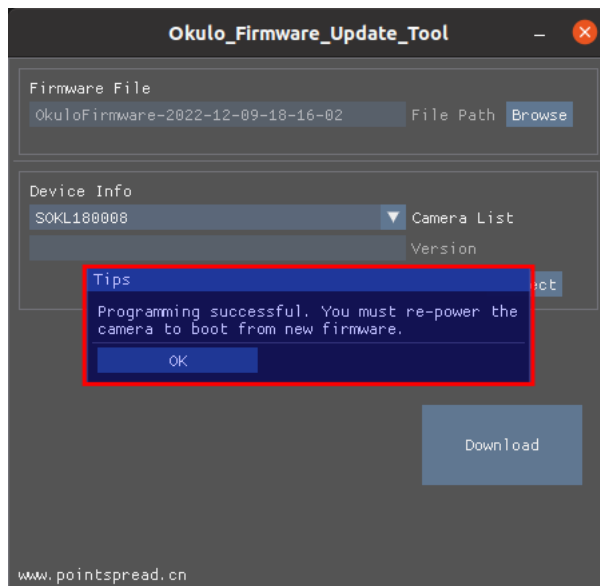 Okulo_Firmware_Update_Tool
Firmware File
OkuloFirmware-2022-12-09-18-16-02 File Path Browse
Device Info
SOKL180008 Camera List
Version
Tips
Programming successful. You must re-power the
camera to boot from new firmware.
OK
Download
www.pointspread.cn